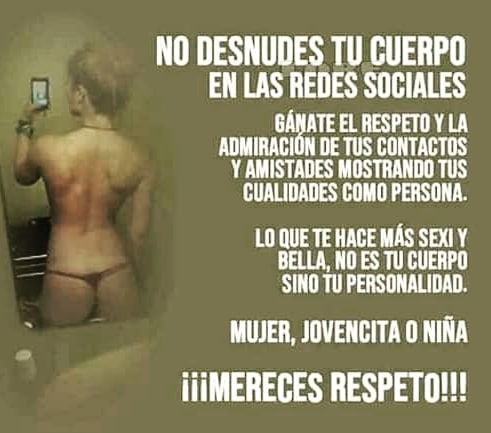 NO DESNUDES TU CUERPO
EN LAS REDES SOCIALES
GÁNATE EL RESPETO Y LA
ADMIRACIÓN DE TUS CONTACTOS
Y AMISTADES MOSTRANDO TUS
CUALIDADES COMO PERSONA.
LO QUE TE HACE MÁS SEXI Y
BELLA, NO ES TU CUERPO
SINO TU PERSONALIDAD.
MUJER, JOVENCITA O NIÑA
¡¡¡MERECES RESPETO!!!